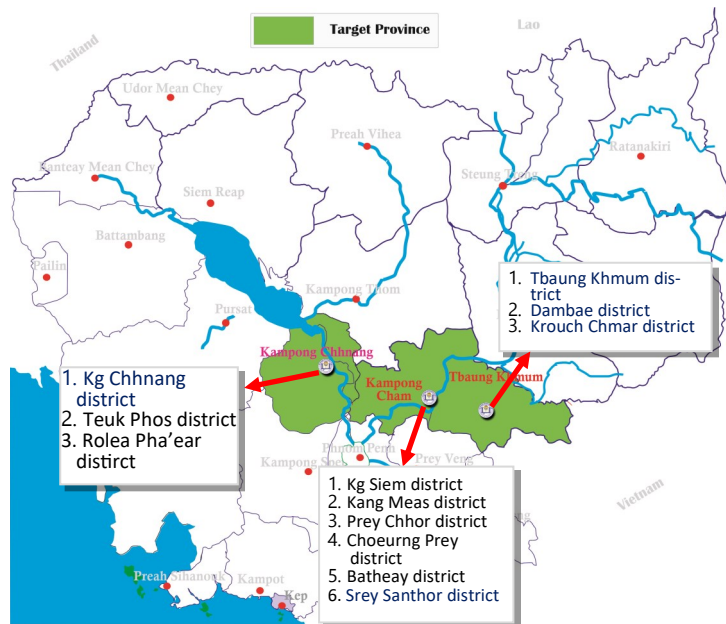 Target Province
Thailand
Lao
Udor Mean Chey
Preah Vihea
Ratanakiri
Banteay Mean Chey
Steung Treng
Siem Reap
Battambang
Pailin
Kampong Thom
Pursat
1. Tbaung Khmum dis-
trict
2. Dambae district
3. Krouch Chmar district
Kampong Chhnang
Kampong
Cham
Tbaung Khmum
1. Kg Chhnang
district
2. Teuk Phos district
3. Rolea Pha’ear
distirct
Phnom Penh
Kampong Spe
Prey Veng
1. Kg Siem district
2. Kang Meas district
3. Prey Chhor district
4. Choeurng Prey
district
5. Batheay district
6. Srey Santhor district
Vietnam
Preah Sihanouk
Kampot
Kep